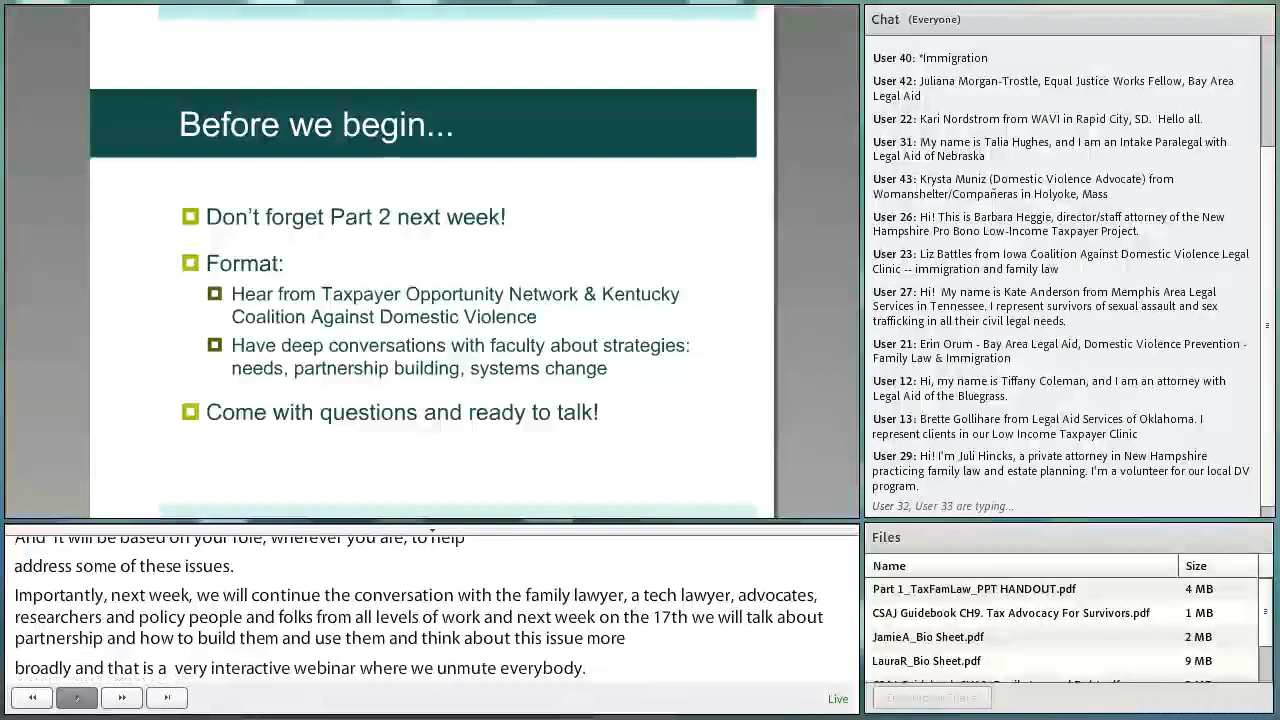 Before we begin...
Don't forget Part 2 next week!
Format:
Hear from Taxpayer Opportunity Network & Kentucky
Coalition Against Domestic Violence
Have deep conversations with faculty about strategies:
needs, partnership building, systems change
Come with questions and ready to talk!
And it will be based on your role, wherever you are, to help
address some of these issues.
Importantly, next week, we will continue the conversation with the family lawyer, a tech lawyer, advocates,
researchers and policy people and folks from all levels of work and next week on the 17th we will talk about
partnership and how to build them and use them and think about this issue more
broadly and that is a very interactive webinar where we unmute everybody.
Live
Chat (Everyone)
User 40: *Immigration
User 42: Juliana Morgan-Trostle, Equal Justice Works Fellow, Bay Area
Legal Aid
User 22: Kari Nordstrom from WAVI in Rapid City, SD. Hello all.
User 31: My name is Talia Hughes, and I am an Intake Paralegal with
Legal Aid of Nebraska
User 43: Krysta Muniz (Domestic Violence Advocate) from
Womanshelter/Compañeras in Holyoke, Mass
User 26: Hi! This is Barbara Heggie, director/staff attorney of the New
Hampshire Pro Bono Low-Income Taxpayer Project.
User 23: Liz Battles from Iowa Coalition Against Domestic Violence Legal
Clinic -- immigration and family law
User 27: Hi! My name is Kate Anderson from Memphis Area Legal
Services in Tennessee. I represent survivors of sexual assault and sex
trafficking in all their civil legal needs.
User 21: Erin Orum - Bay Area Legal Aid, Domestic Violence Prevention -
Family Law & Immigration
User 12: Hi, my name is Tiffany Coleman, and I am an attorney with
Legal Aid of the Bluegrass.
User 13: Brette Gollihare from Legal Aid Services of Oklahoma. I
represent clients in our Low Income Taxpayer Clinic
User 29: Hi! I'm Juli Hincks, a private attorney in New Hampshire
practicing family law and estate planning. I'm a volunteer for our local DV
program.
User 32, User 33 are typing...
Files
Name Size
Part 1_TaxFamLaw_PPT HANDOUT.pdf 4 MB
CSAJ Guidebook CH9. Tax Advocacy For Survivors.pdf 1 MB
JamieA_Bio Sheet.pdf 2 MB
LauraR_Bio Sheet.pdf 9 MB